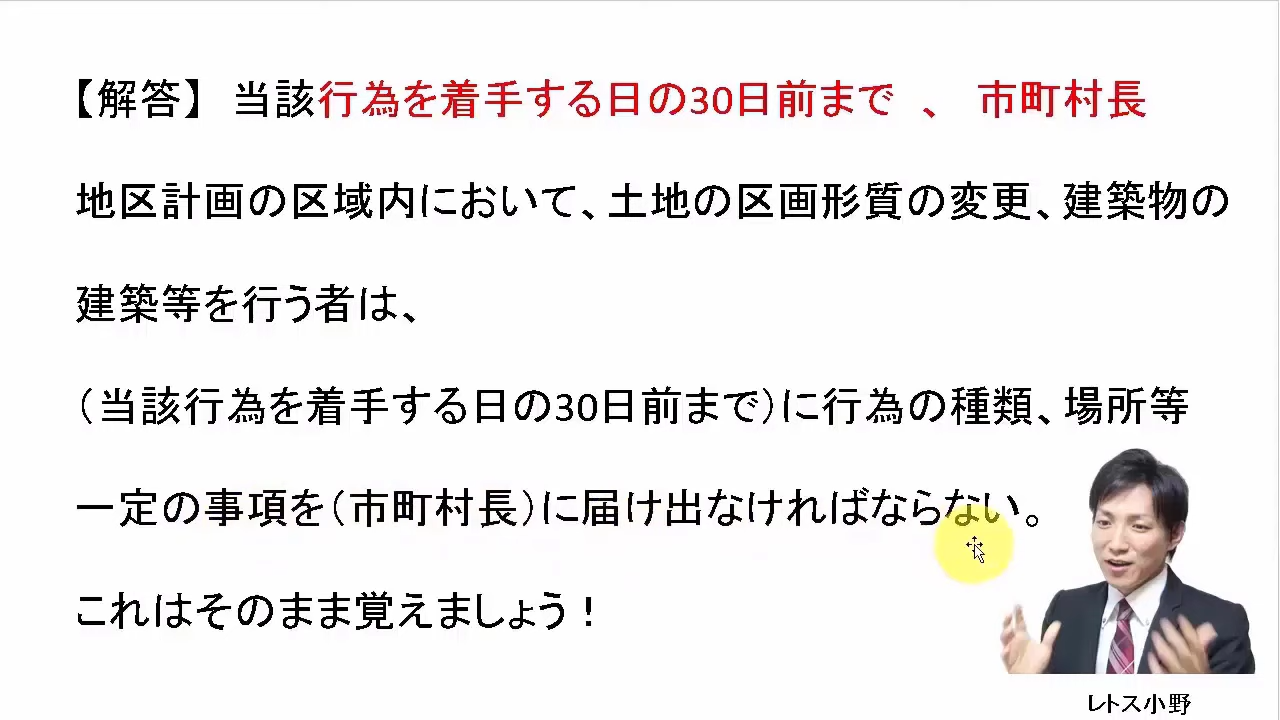 【解答】 当該行為を着手する日の30日前まで 、 市町村長
地区計画の区域内において、土地の区画形質の変更、建築物の
建築等を行う者は、
（当該行為を着手する日の30日前まで）に行為の種類、場所等
一定の事項を（市町村長）に届け出なければならない。
これはそのまま覚えましょう！
レトス小野